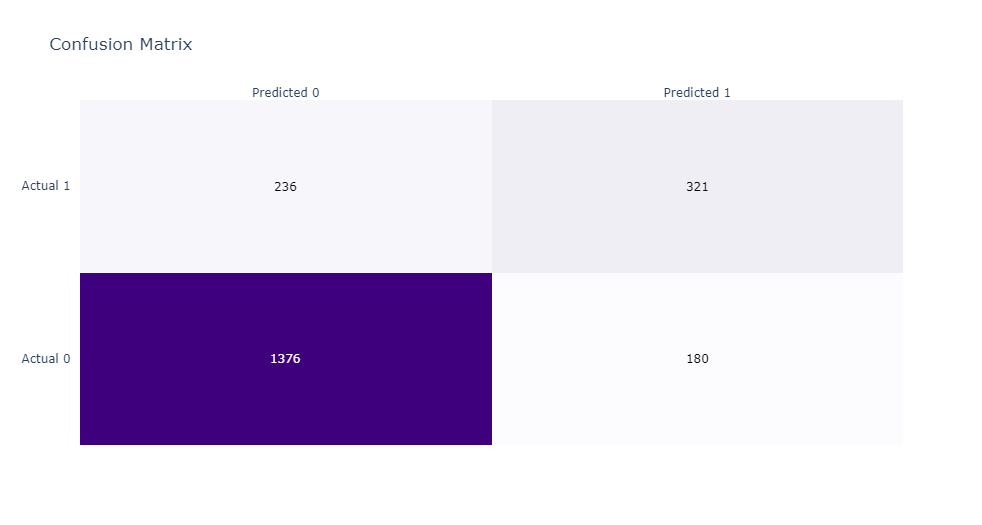 Confusion Matrix
Predicted 0 Predicted 1
Actual 1 236 321
Actual 0 1376 180